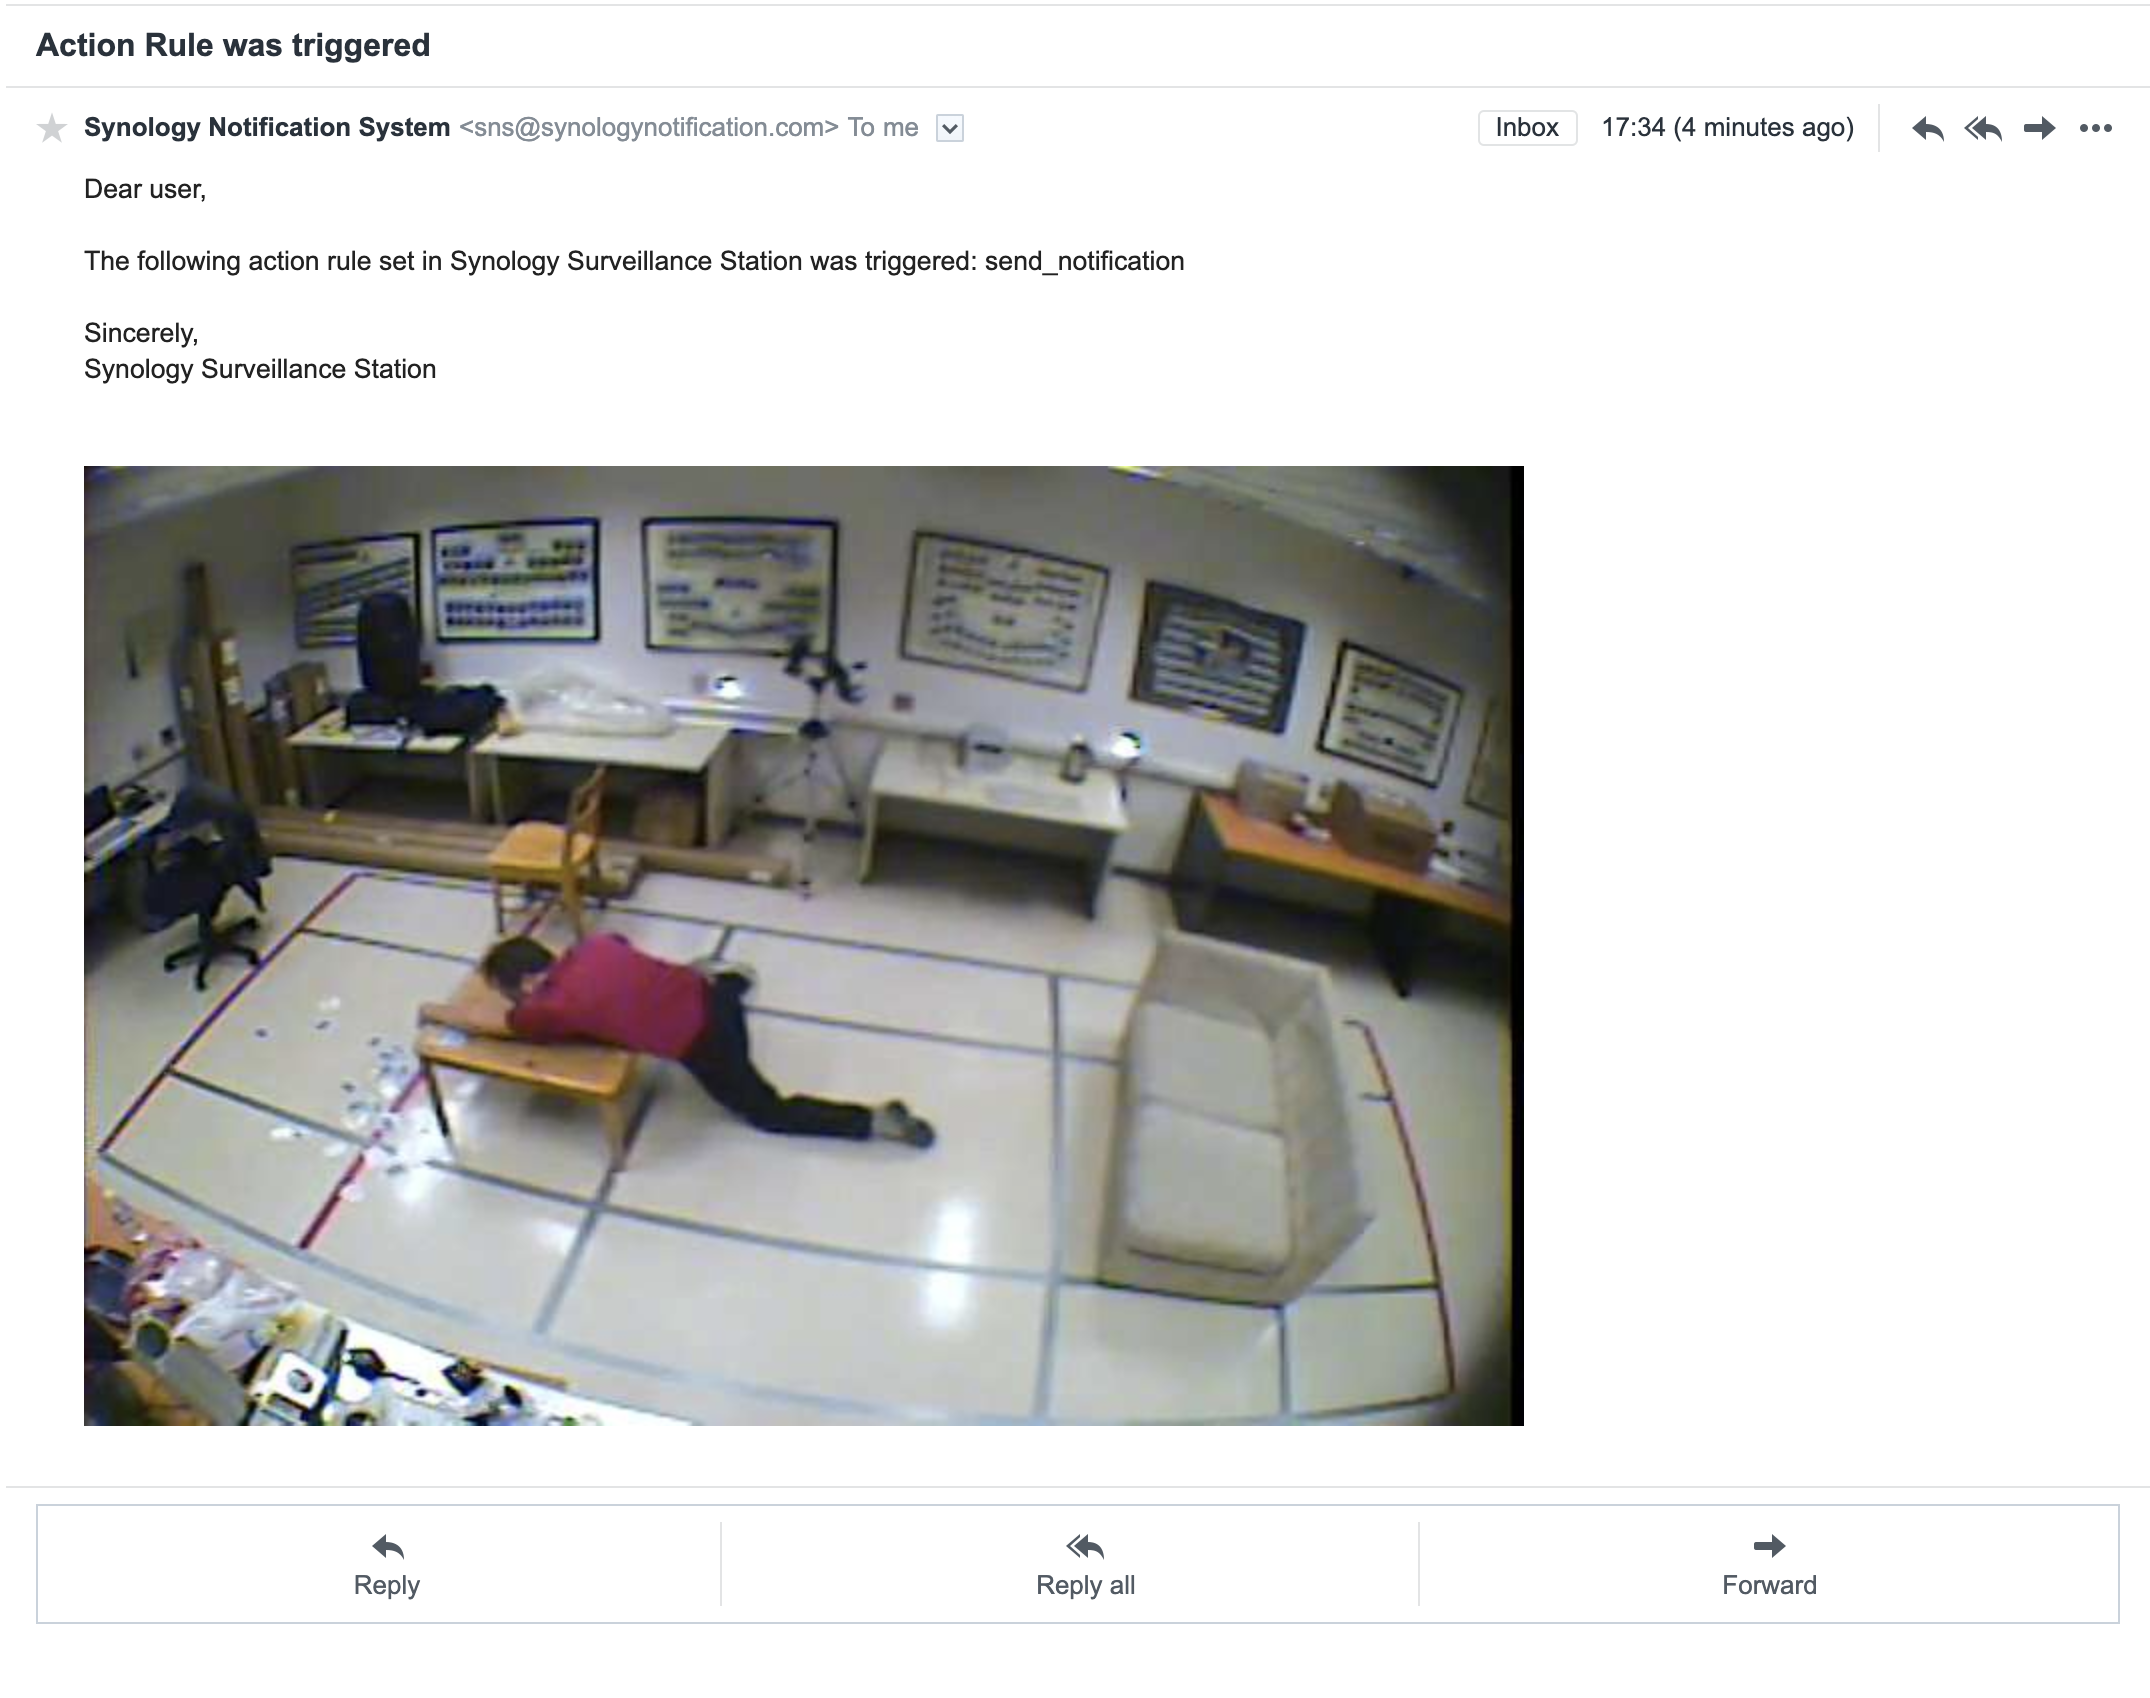 Action Rule was triggered
Synology Notification System <sns@synologynotification.com> To me
Inbox
17:34 (4 minutes ago)
Dear user,
The following action rule set in Synology Surveillance Station was triggered: send_notification
Sincerely,
Synology Surveillance Station
Reply
Reply all
Forward